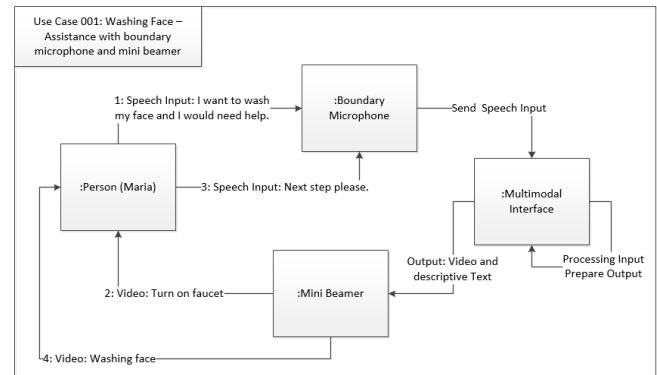 Use Case 001: Washing Face –
Assistance with boundary
microphone and mini beamer
1: Speech Input: I want to wash
my face and I would need help.
:Boundary
Microphone
Send Speech Input
:Person (Maria)
3: Speech Input: Next step please.
:Multimodal
Interface
Output: Video and
descriptive Text
Processing Input
Prepare Output
2: Video: Turn on faucet
:Mini Beamer
4: Video: Washing face